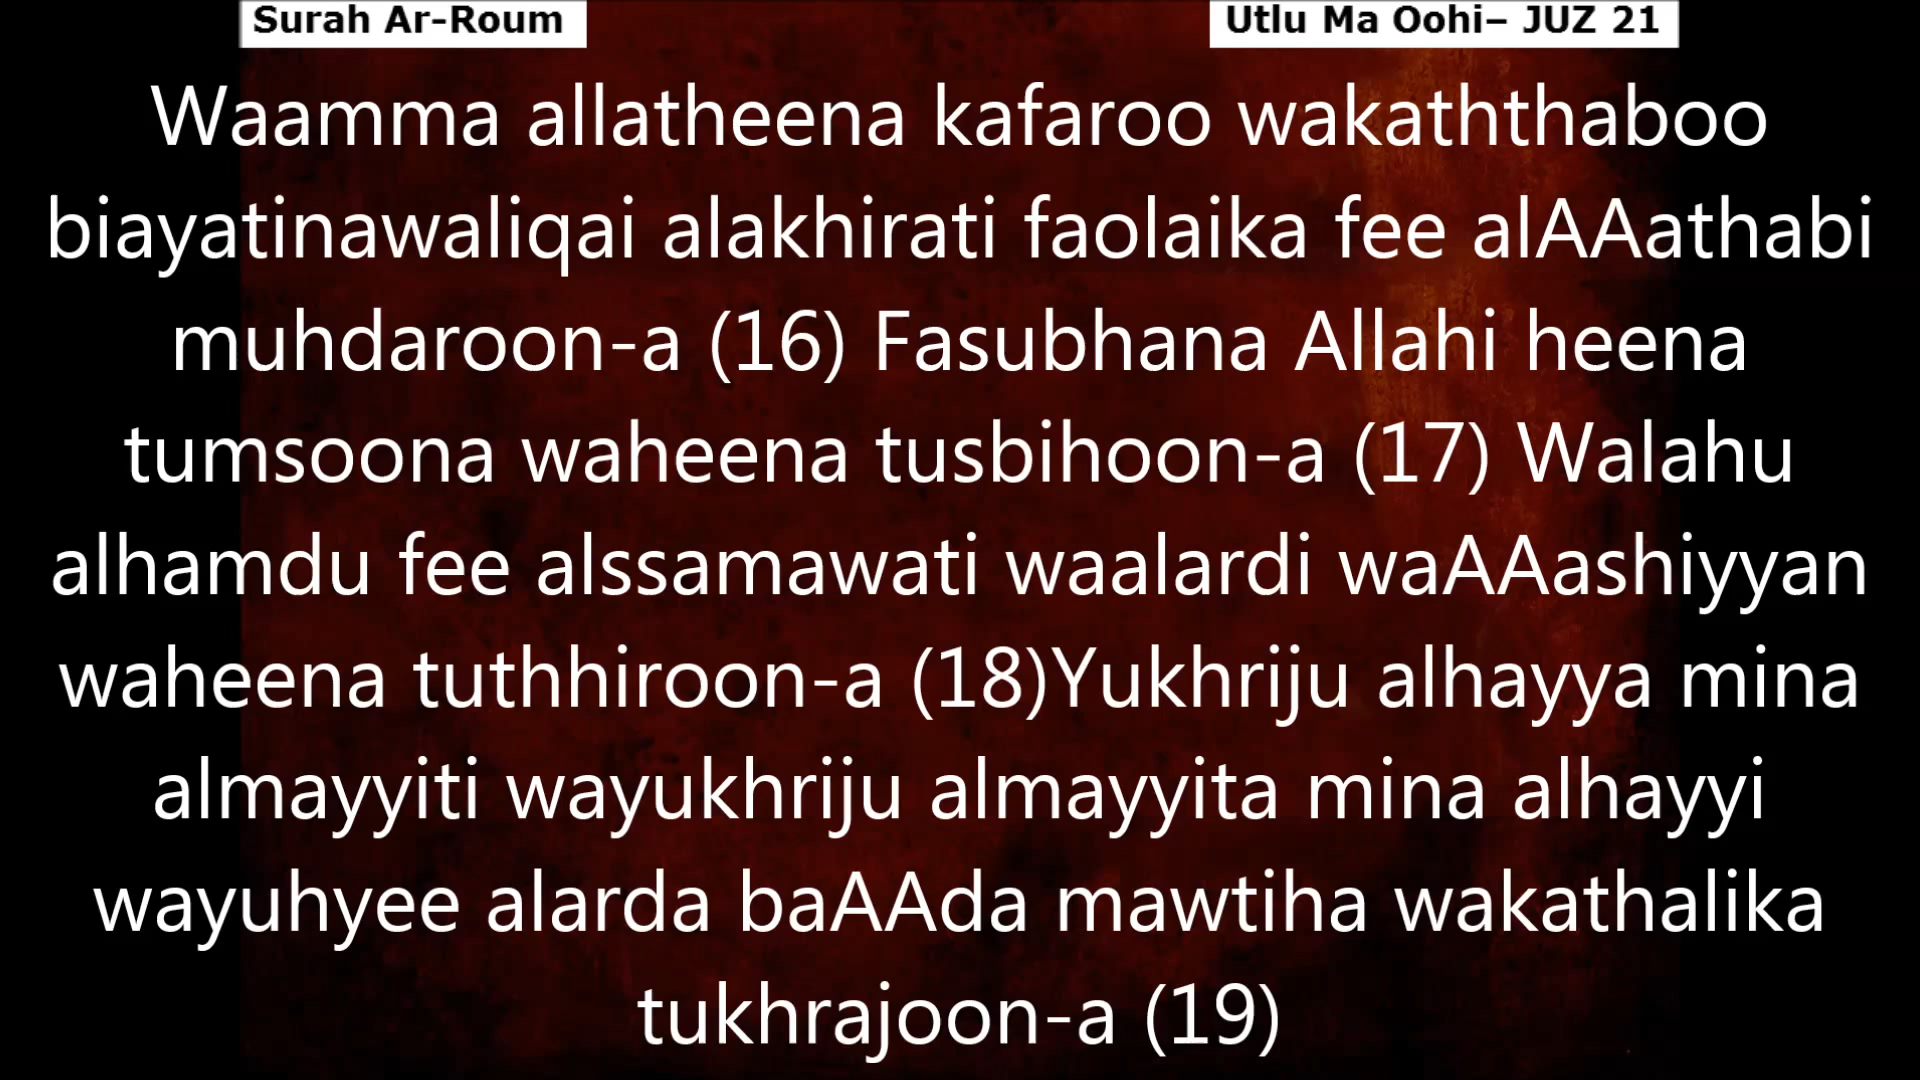 Surah Ar-Roum
Utlu Ma Oohi– JUZ 21
Waamma allatheena kafaroo wakaththaboo
biayatinawaliqai alakhirati faolaika fee alAAathabi
muhdaroon-a (16) Fasubhana Allahi heena
tumsoona waheena tusbihoon-a (17) Walahu
alhamdu fee alssamawati waalardi waAAashiyyan
waheena tuthhiroon-a (18)Yukhriju alhayya mina
almayyiti wayukhriju almayyita mina alhayyi
wayuhyee alarda baAAda mawtiha wakathalika
tukhrajoon-a (19)